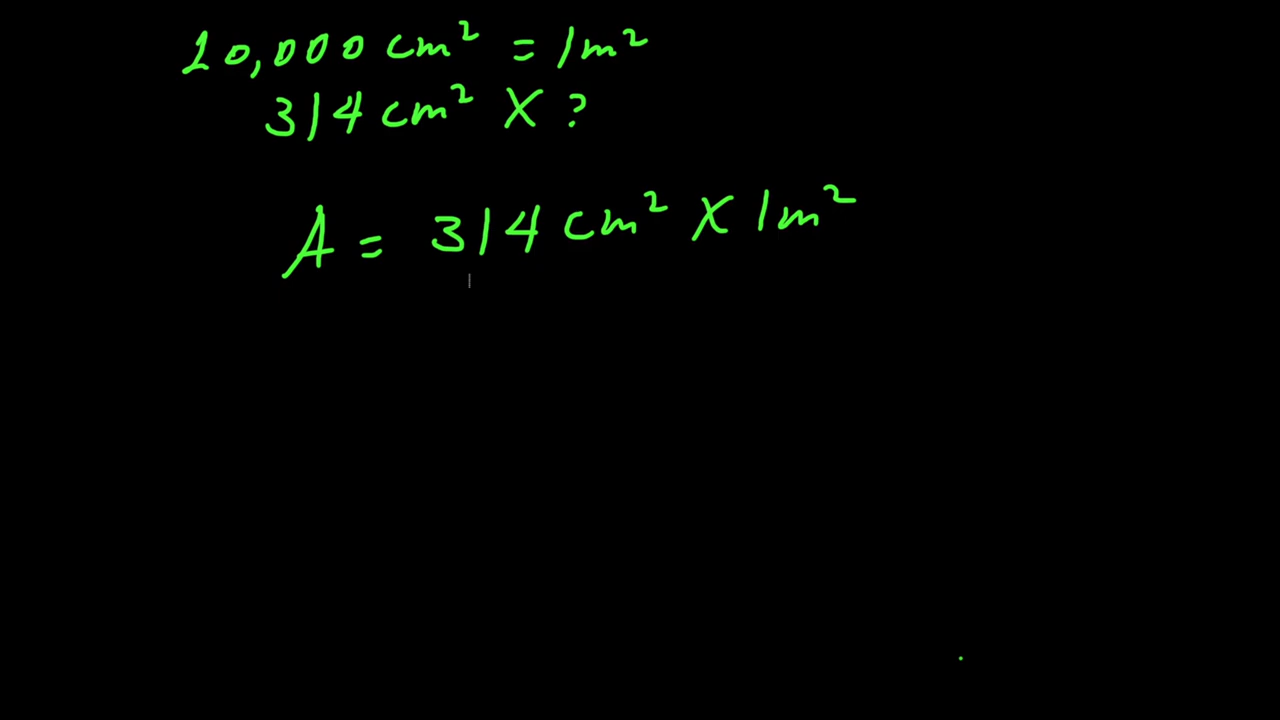 10,000 cm² = 1m²
314 cm² X ?
A = 314 cm² X 1m²